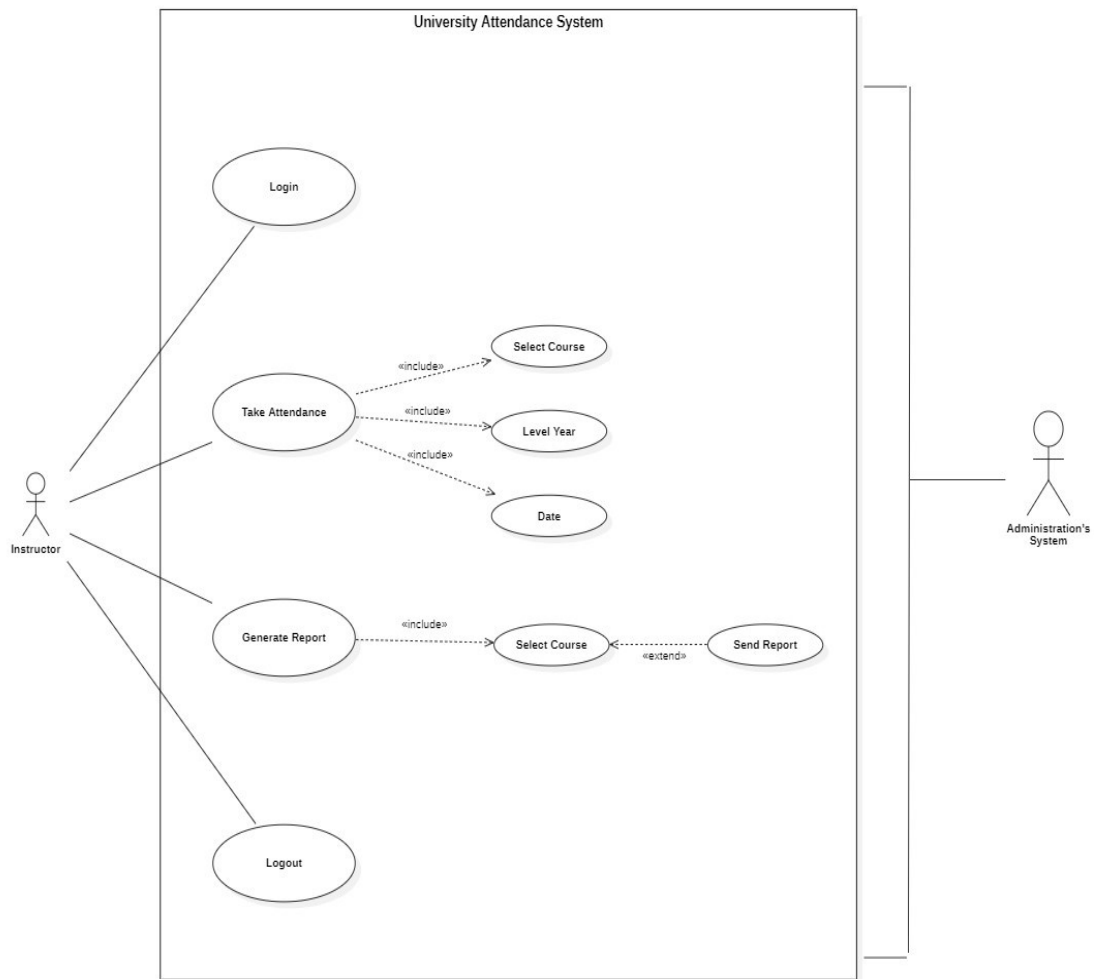 University Attendance System
Login
Select Course
«include»
Take Attendance
«include»
Level Year
«include»
Date
Instructor
Administration's
System
Generate Report
«include»
Select Course
«extend»
Send Report
Logout